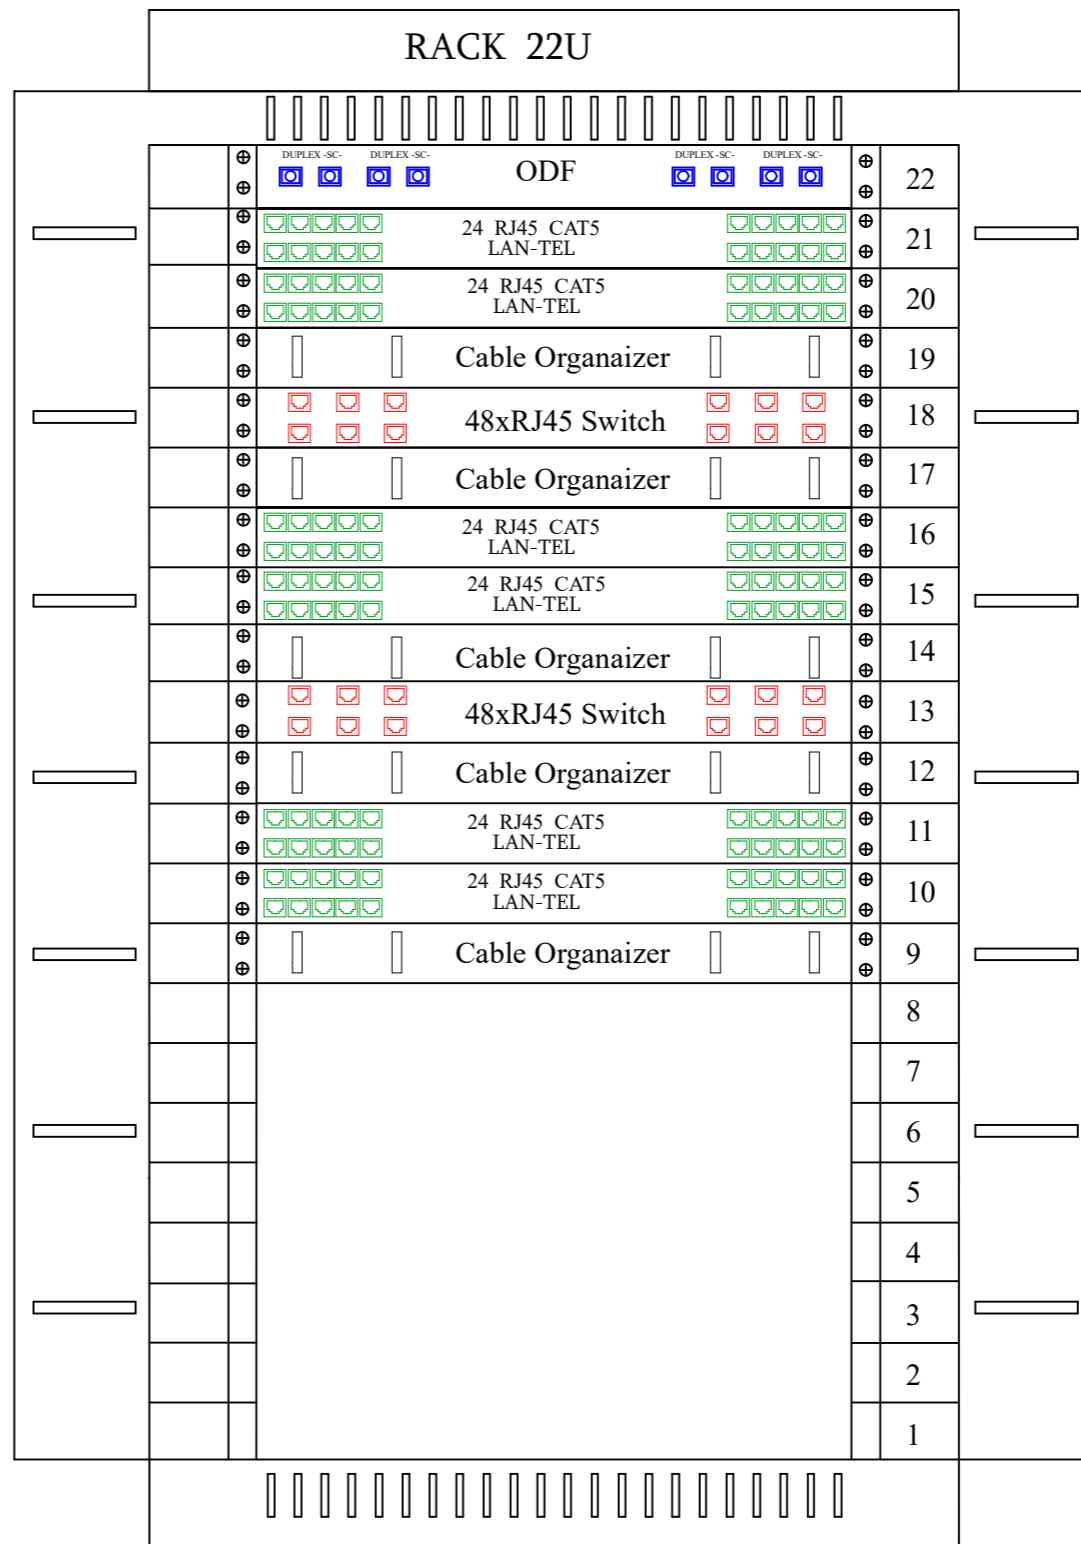 RACK 22U
DUPLEX -SC- DUPLEX -SC- ODF DUPLEX -SC- DUPLEX -SC- 22
24 RJ45 CAT5
LAN-TEL
21
24 RJ45 CAT5
LAN-TEL
20
Cable Organaizer 19
48xRJ45 Switch 18
Cable Organaizer 17
24 RJ45 CAT5
LAN-TEL
16
24 RJ45 CAT5
LAN-TEL
15
Cable Organaizer 14
48xRJ45 Switch 13
Cable Organaizer 12
24 RJ45 CAT5
LAN-TEL
11
24 RJ45 CAT5
LAN-TEL
10
Cable Organaizer 9
8
7
6
5
4
3
2
1